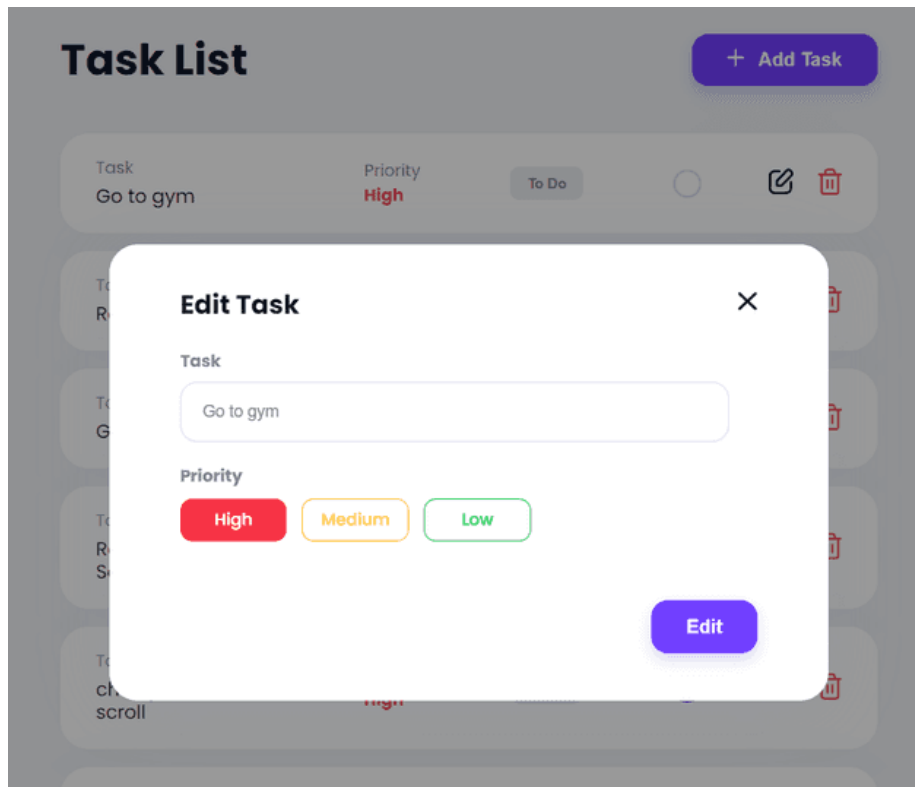 Task List
+ Add Task
Task
Go to gym
Priority
High
To Do
Edit Task
Task
Go to gym
Priority
High
Medium
Low
Edit
High
scroll